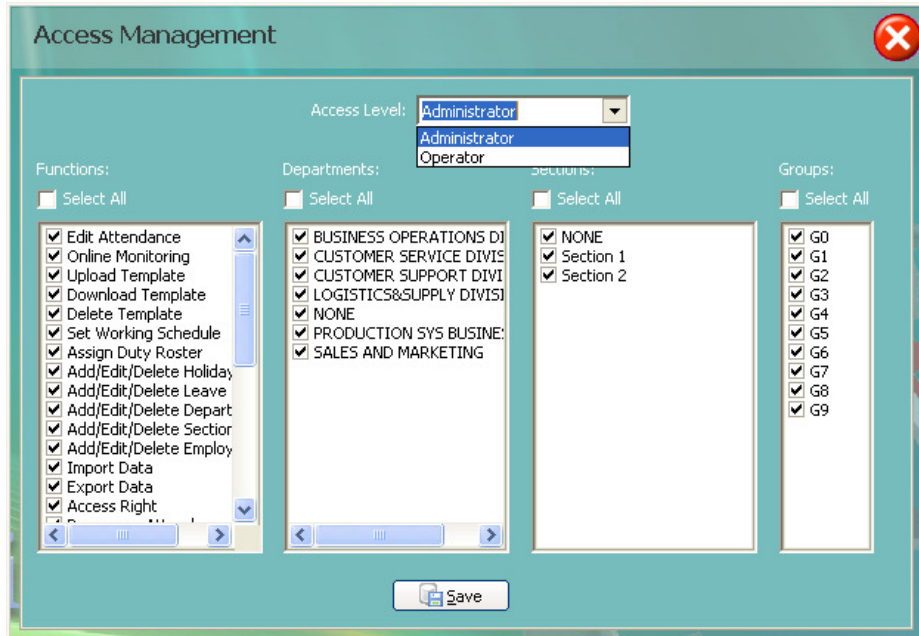 Access Management
Access Level: Administrator
Administrator
Operator
Functions:
Select All
Edit Attendance
Online Monitoring
Upload Template
Download Template
Delete Template
Set Working Schedule
Assign Duty Roster
Add/Edit/Delete Holiday
Add/Edit/Delete Leave
Add/Edit/Delete Depart
Add/Edit/Delete Section
Add/Edit/Delete Employ
Import Data
Export Data
Access Right
Departments:
Select All
BUSINESS OPERATIONS DI
CUSTOMER SERVICE DIVIS
CUSTOMER SUPPORT DIVI
LOGISTICS&SUPPLY DIVISI
NONE
PRODUCTION SYS BUSINE
SALES AND MARKETING
Sections:
Select All
NONE
Section 1
Section 2
Groups:
Select All
G0
G1
G2
G3
G4
G5
G6
G7
G8
G9
Save